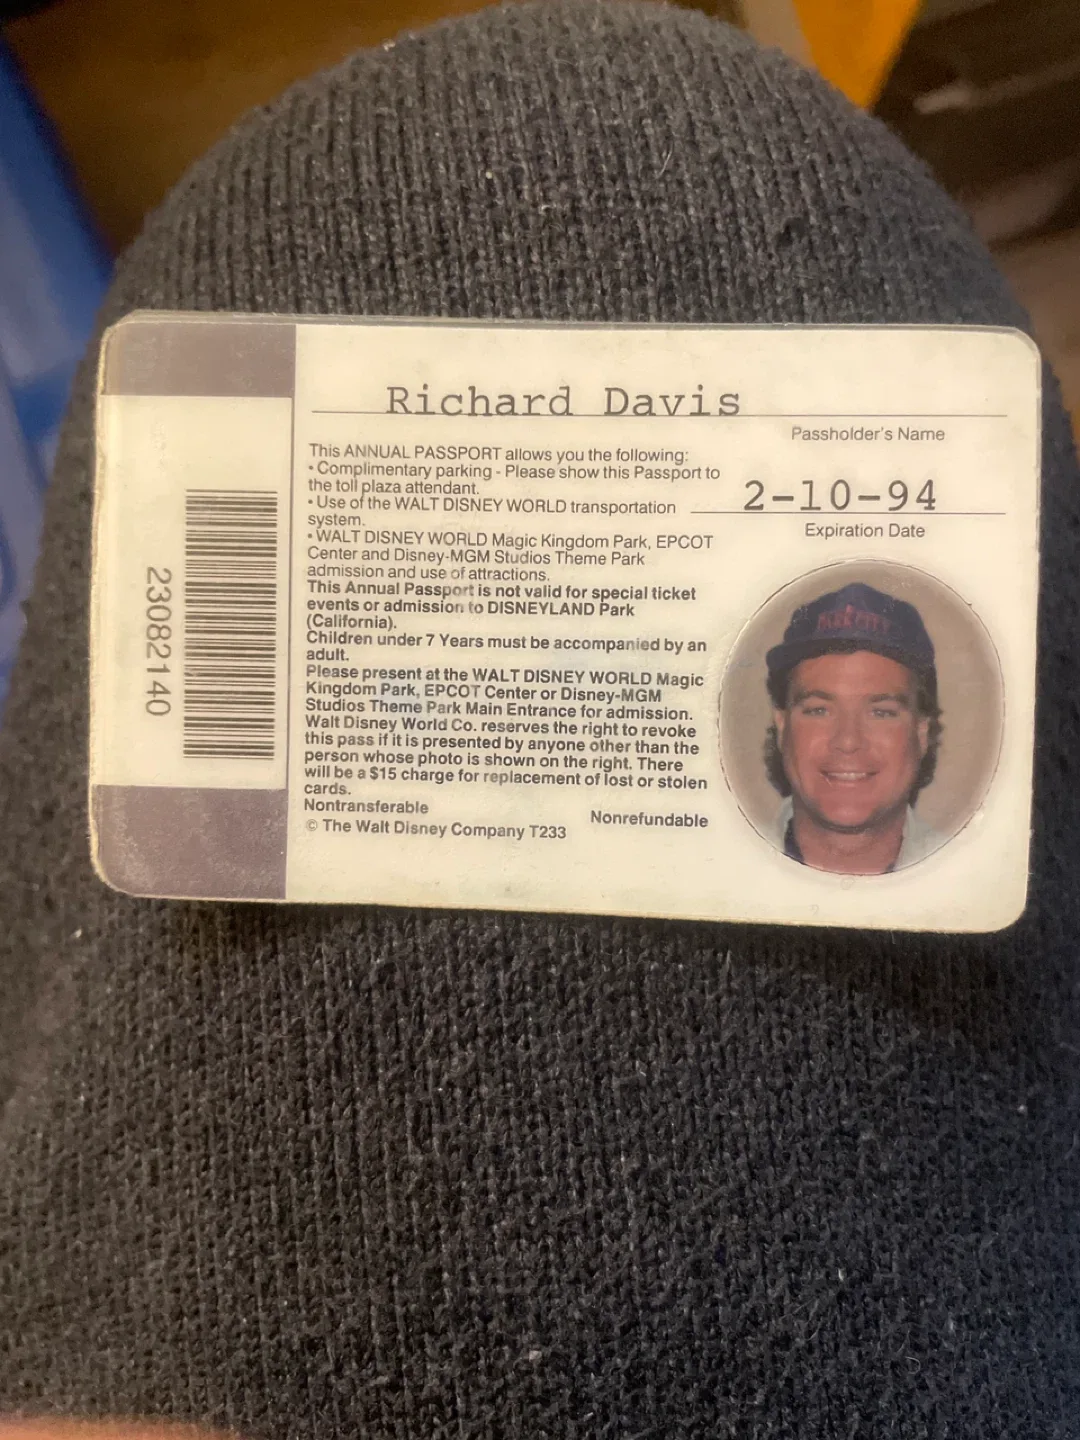 Richard Davis
Passholder's Name
2-10-94
Expiration Date
This ANNUAL PASSPORT allows you the following:
• Complimentary parking - Please show this Passport to
the toll plaza attendant.
• Use of the WALT DISNEY WORLD transportation
system.
• WALT DISNEY WORLD Magic Kingdom Park, EPCOT
Center and Disney-MGM Studios Theme Park
admission and use of attractions.
This Annual Passport is not valid for special ticket
events or admission to DISNEYLAND Park
(California).
Children under 7 Years must be accompanied by an
adult.
Please present at the WALT DISNEY WORLD Magic
Kingdom Park, EPCOT Center or Disney-MGM
Studios Theme Park Main Entrance for admission.
Walt Disney World Co. reserves the right to revoke
this pass if it is presented by anyone other than the
person whose photo is shown on the right. There
will be a $15 charge for replacement of lost or stolen
cards.
Nontransferable
Nonrefundable
© The Walt Disney Company T233
23082140
PARK CITY